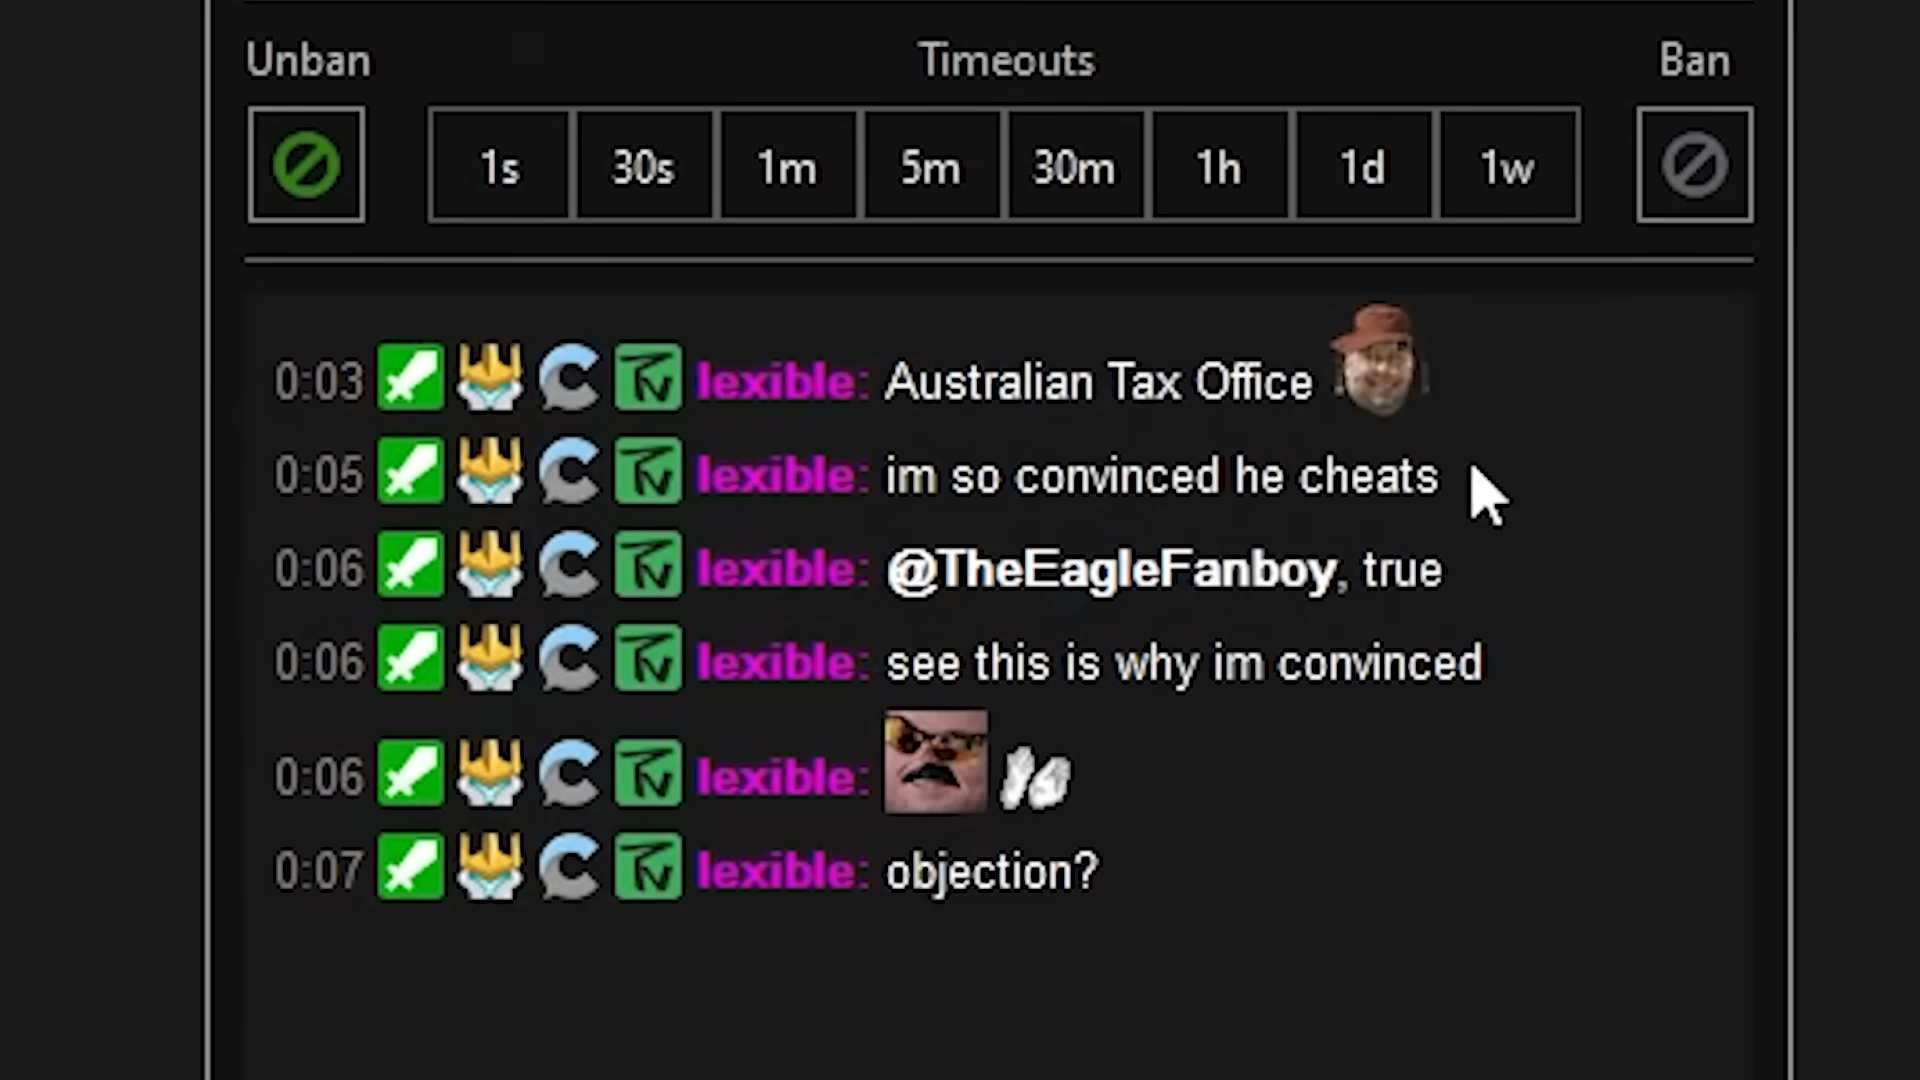 Unban Timeouts Ban
1s 30s 1m 5m 30m 1h 1d 1w
0:03 lexible: Australian Tax Office
0:05 lexible: im so convinced he cheats
0:06 lexible: @TheEagleFanboy, true
0:06 lexible: see this is why im convinced
0:06 lexible:
0:07 lexible: objection?